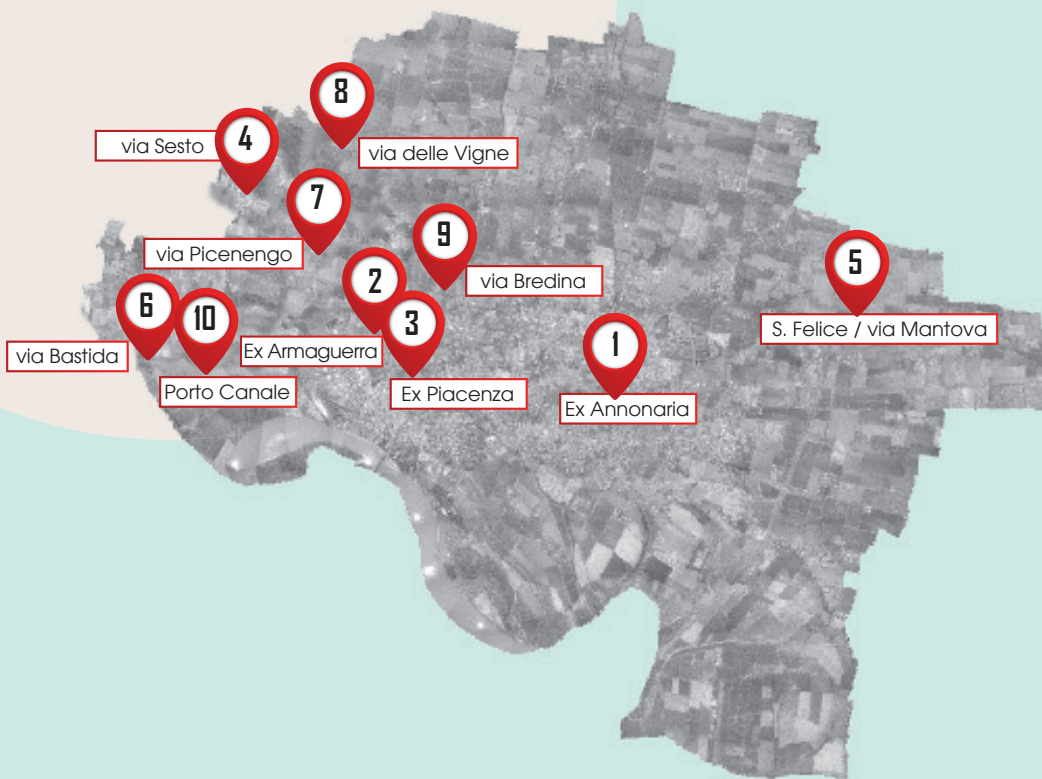 8
4
via Sesto
via delle Vigne
7
9
via Picenengo
5
2
via Bredina
6
10
3
1
S. Felice / via Mantova
via Bastida
Ex Armaguerra
Porto Canale
Ex Piacenza
Ex Annonaria